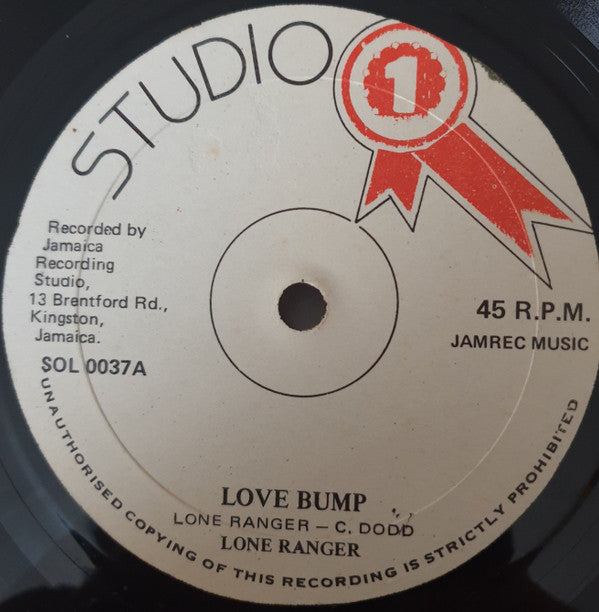 STUDIO 1
Recorded by
Jamaica
Recording
Studio,
13 Brentford Rd.,
Kingston,
Jamaica.
SOL 0037A
45 R.P.M.
JAMREC MUSIC
LOVE BUMP
LONE RANGER – C. DODD
LONE RANGER
UNAUTHORISED COPYING OF THIS RECORDING IS STRICTLY PROHIBITED